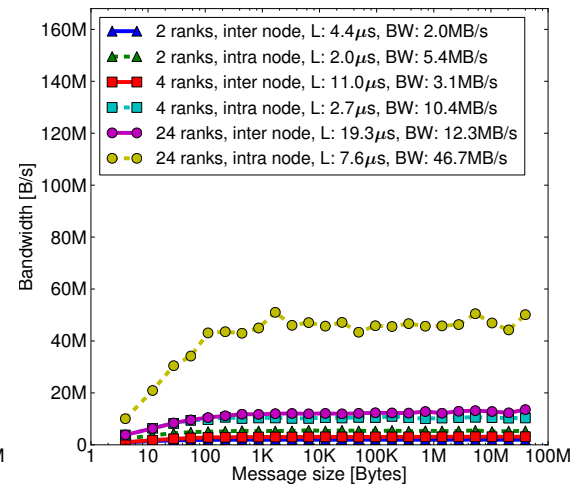 160M
140M
120M
100M
80M
60M
40M
20M
0
Bandwidth [B/s]
2 ranks, inter node, L: 4.4μs, BW: 2.0MB/s
2 ranks, intra node, L: 2.0μs, BW: 5.4MB/s
4 ranks, inter node, L: 11.0μs, BW: 3.1MB/s
4 ranks, intra node, L: 2.7μs, BW: 10.4MB/s
24 ranks, inter node, L: 19.3μs, BW: 12.3MB/s
24 ranks, intra node, L: 7.6μs, BW: 46.7MB/s
M 1 10 100 1K 10K 100K 1M 10M 100M
Message size [Bytes]